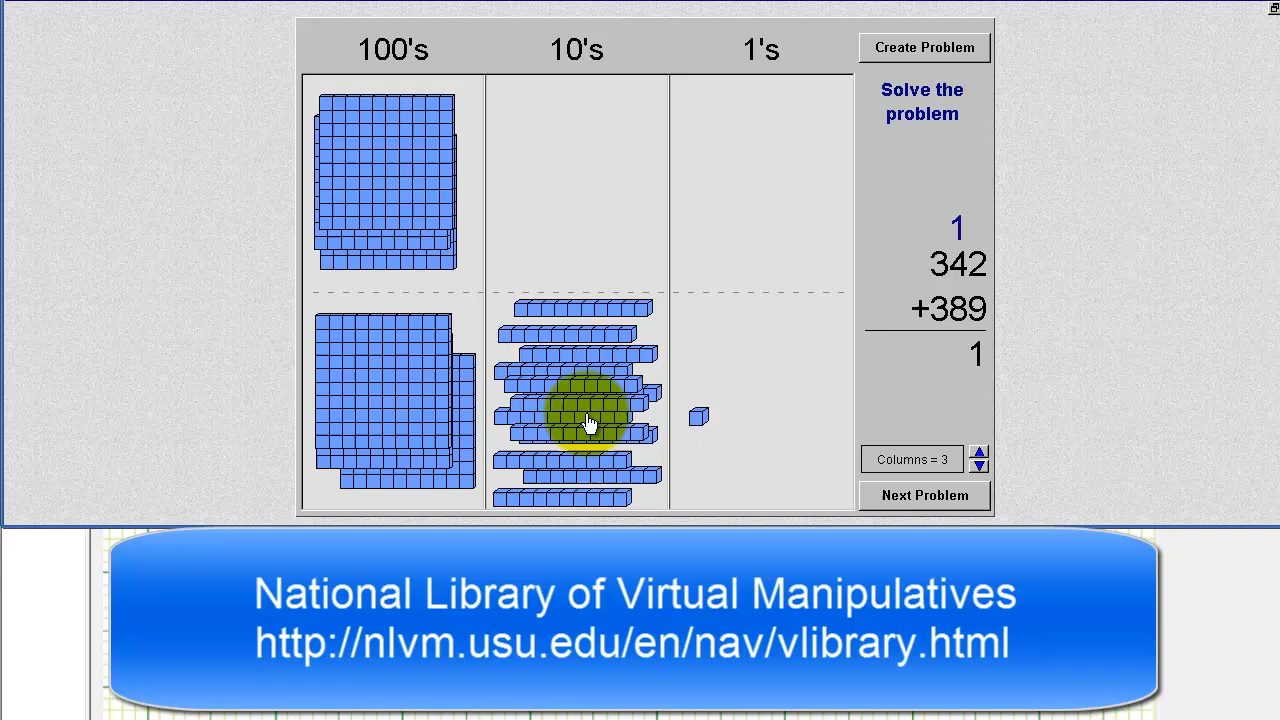 100's 10's 1's
Create Problem
Solve the
problem
1
342
+389
1
Columns = 3
Next Problem
National Library of Virtual Manipulatives
http://nlvm.usu.edu/en/nav/vlibrary.html